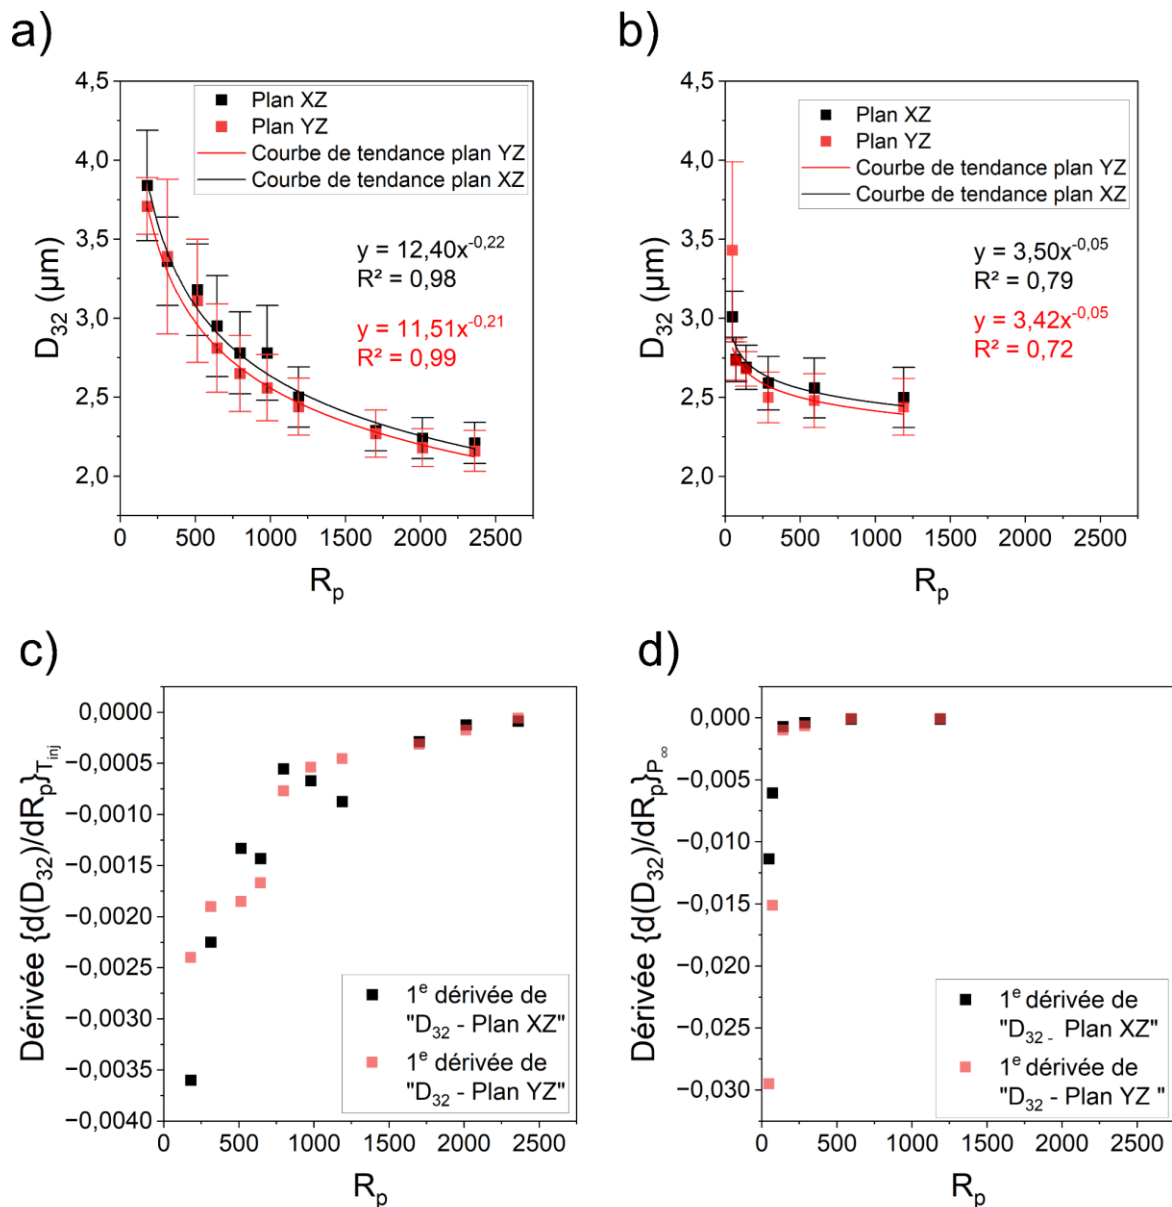 a)
4,5
4,0
3,5
3,0
2,5
2,0
D32 (µm)
Plan XZ
Plan YZ
Courbe de tendance plan YZ
Courbe de tendance plan XZ
y = 12,40x^-0,22
R² = 0,98
y = 11,51x^-0,21
R² = 0,99
0 500 1000 1500 2000 2500
Rp
b)
4,5
4,0
3,5
3,0
2,5
2,0
D32 (µm)
Plan XZ
Plan YZ
Courbe de tendance plan YZ
Courbe de tendance plan XZ
y = 3,50x^-0,05
R² = 0,79
y = 3,42x^-0,05
R² = 0,72
0 500 1000 1500 2000 2500
Rp
c)
0,0000
−0,0005
−0,0010
−0,0015
−0,0020
−0,0025
−0,0030
−0,0035
−0,0040
Dérivée {d(D32)/dRp}Tinj
1e dérivée de
"D32 - Plan XZ"
1e dérivée de
"D32 - Plan YZ"
0 500 1000 1500 2000 2500
Rp
d)
0,000
−0,005
−0,010
−0,015
−0,020
−0,025
−0,030
Dérivée {d(D32)/dRp}P∞
1e dérivée de
"D32 - Plan XZ"
1e dérivée de
"D32 - Plan YZ "
0 500 1000 1500 2000 2500
Rp